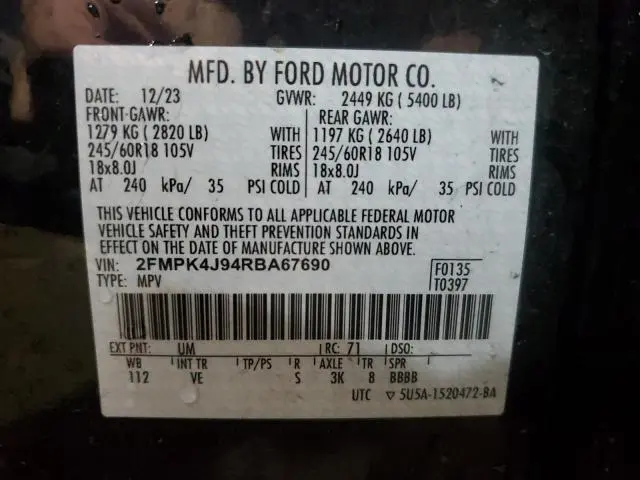 MFD. BY FORD MOTOR CO.
DATE: 12/23 GVWR: 2449 KG ( 5400 LB)
FRONT-GAWR: REAR GAWR:
1279 KG ( 2820 LB) WITH 1197 KG ( 2640 LB) WITH
245/60R18 105V TIRES 245/60R18 105V TIRES
18x8.0J RIMS 18x8.0J RIMS
AT 240 kPa/ 35 PSI COLD AT 240 kPa/ 35 PSI COLD
THIS VEHICLE CONFORMS TO ALL APPLICABLE FEDERAL MOTOR
VEHICLE SAFETY AND THEFT PREVENTION STANDARDS IN
EFFECT ON THE DATE OF MANUFACTURE SHOWN ABOVE.
VIN: 2FMPK4J94RBA67690 F0135
TYPE: MPV T0397
EXT PNT: UM RC: 71 DSO:
WB INT TR TP/PS R AXLE TR SPR
112 VE S 3K 8 BBBB
UTC ▽ 5U5A-1520472-BA